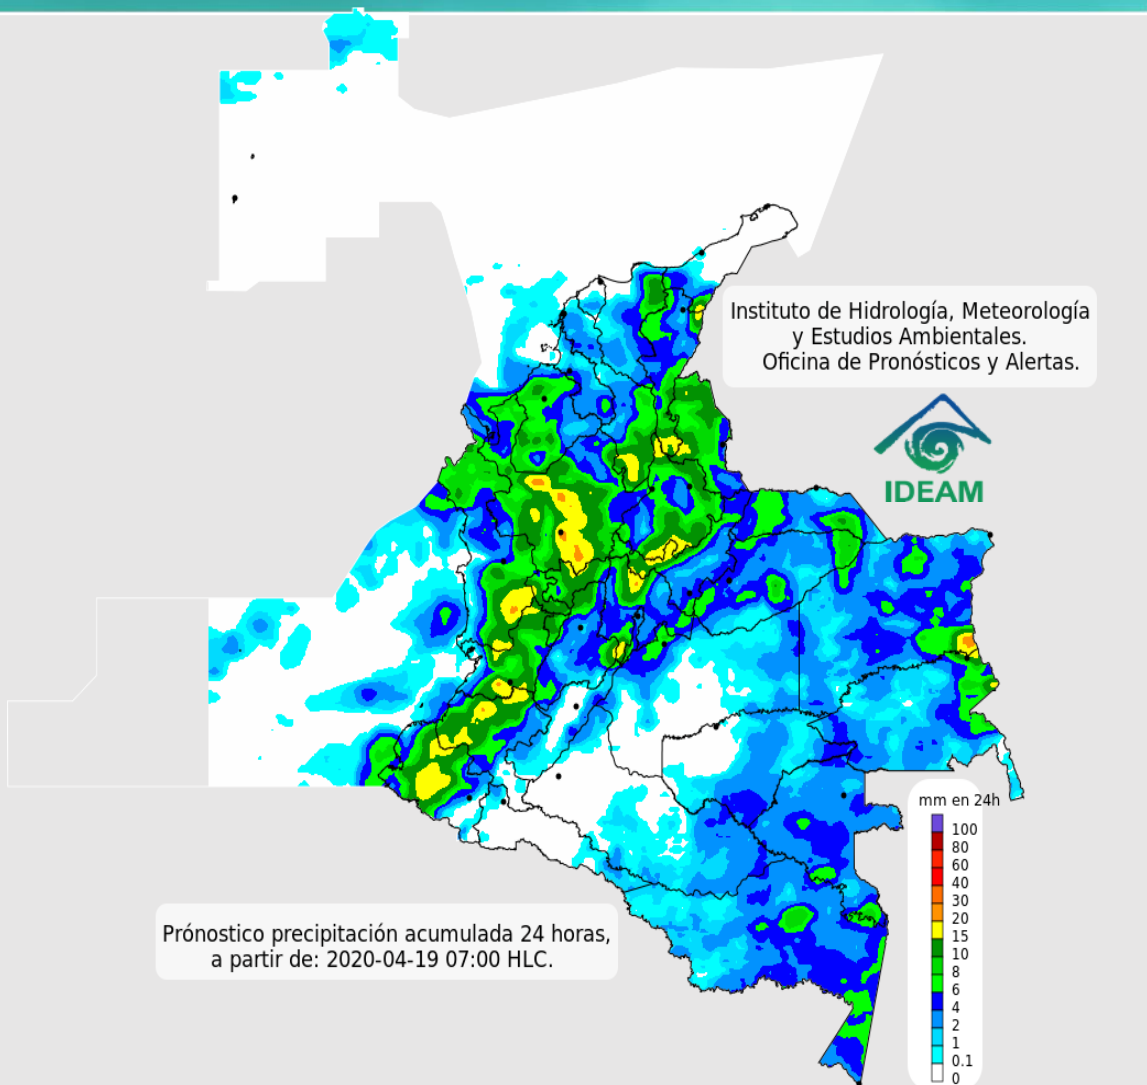 Instituto de Hidrología, Meteorología
y Estudios Ambientales.
Oficina de Pronósticos y Alertas.
IDEAM
mm en 24h
100
80
60
40
30
20
15
10
8
6
4
2
1
0.1
0
Prónostico precipitación acumulada 24 horas,
a partir de: 2020-04-19 07:00 HLC.